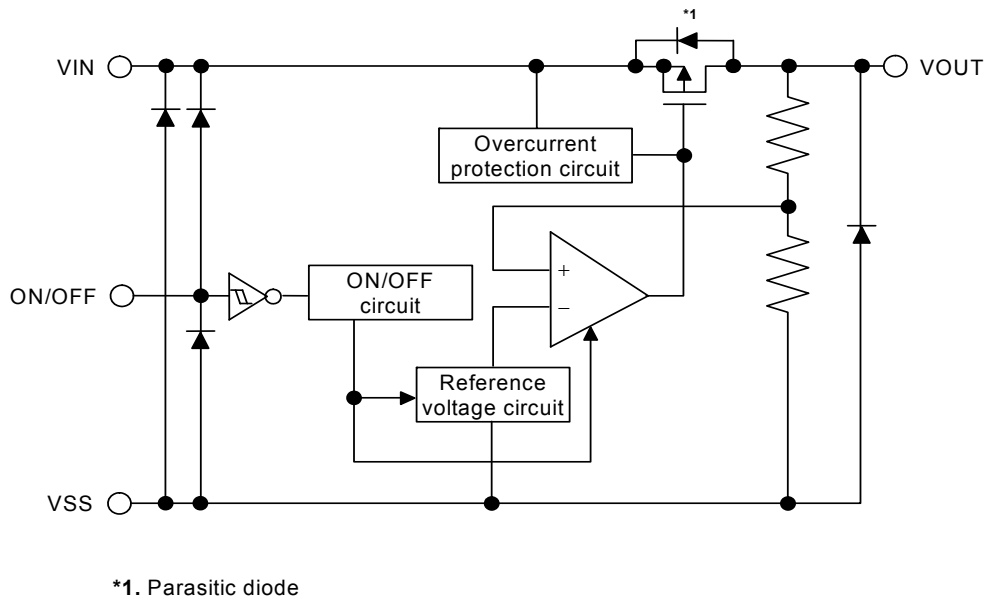 *1
VIN
VOUT
Overcurrent
protection circuit
+
−
ON/OFF
ON/OFF
circuit
Reference
voltage circuit
VSS
*1. Parasitic diode